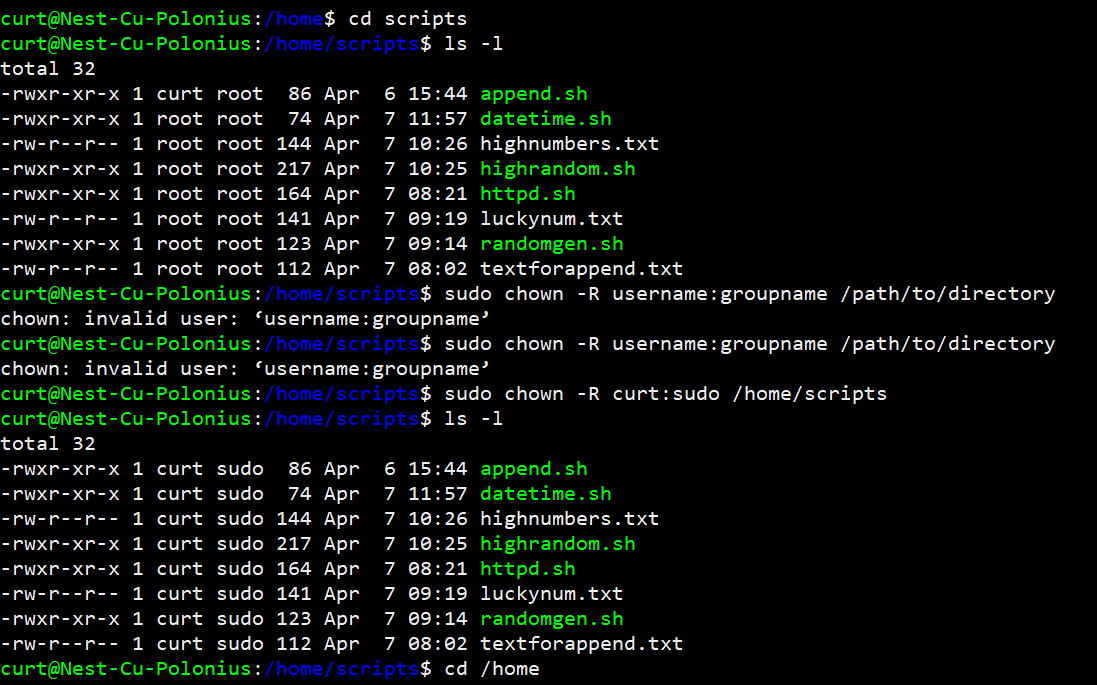 curt@Nest-Cu-Polonius:/home$ cd scripts
curt@Nest-Cu-Polonius:/home/scripts$ ls -l
total 32
-rwxr-xr-x 1 curt root  86 Apr  6 15:44 append.sh
-rwxr-xr-x 1 root root  74 Apr  7 11:57 datetime.sh
-rw-r--r-- 1 root root 144 Apr  7 10:26 highnumbers.txt
-rwxr-xr-x 1 root root 217 Apr  7 10:25 highrandom.sh
-rwxr-xr-x 1 root root 164 Apr  7 08:21 httpd.sh
-rw-r--r-- 1 root root 141 Apr  7 09:19 luckynum.txt
-rwxr-xr-x 1 root root 123 Apr  7 09:14 randomgen.sh
-rw-r--r-- 1 root root 112 Apr  7 08:02 textforappend.txt
curt@Nest-Cu-Polonius:/home/scripts$ sudo chown -R username:groupname /path/to/directory
chown: invalid user: ‘username:groupname’
curt@Nest-Cu-Polonius:/home/scripts$ sudo chown -R username:groupname /path/to/directory
chown: invalid user: ‘username:groupname’
curt@Nest-Cu-Polonius:/home/scripts$ sudo chown -R curt:sudo /home/scripts
curt@Nest-Cu-Polonius:/home/scripts$ ls -l
total 32
-rwxr-xr-x 1 curt sudo  86 Apr  6 15:44 append.sh
-rwxr-xr-x 1 curt sudo  74 Apr  7 11:57 datetime.sh
-rw-r--r-- 1 curt sudo 144 Apr  7 10:26 highnumbers.txt
-rwxr-xr-x 1 curt sudo 217 Apr  7 10:25 highrandom.sh
-rwxr-xr-x 1 curt sudo 164 Apr  7 08:21 httpd.sh
-rw-r--r-- 1 curt sudo 141 Apr  7 09:19 luckynum.txt
-rwxr-xr-x 1 curt sudo 123 Apr  7 09:14 randomgen.sh
-rw-r--r-- 1 curt sudo 112 Apr  7 08:02 textforappend.txt
curt@Nest-Cu-Polonius:/home/scripts$ cd /home